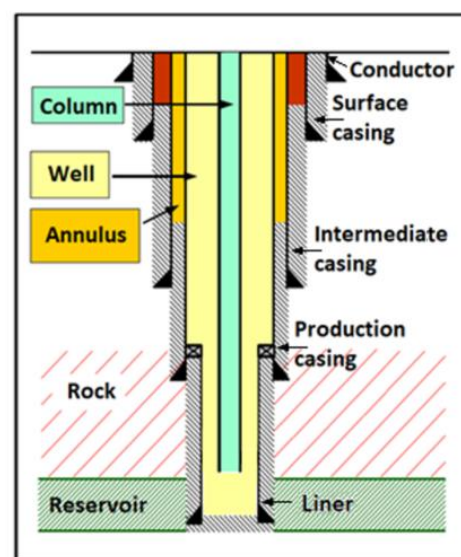 Conductor
Column
Surface
casing
Well
Annulus
Intermediate
casing
Production
casing
Rock
Reservoir
Liner